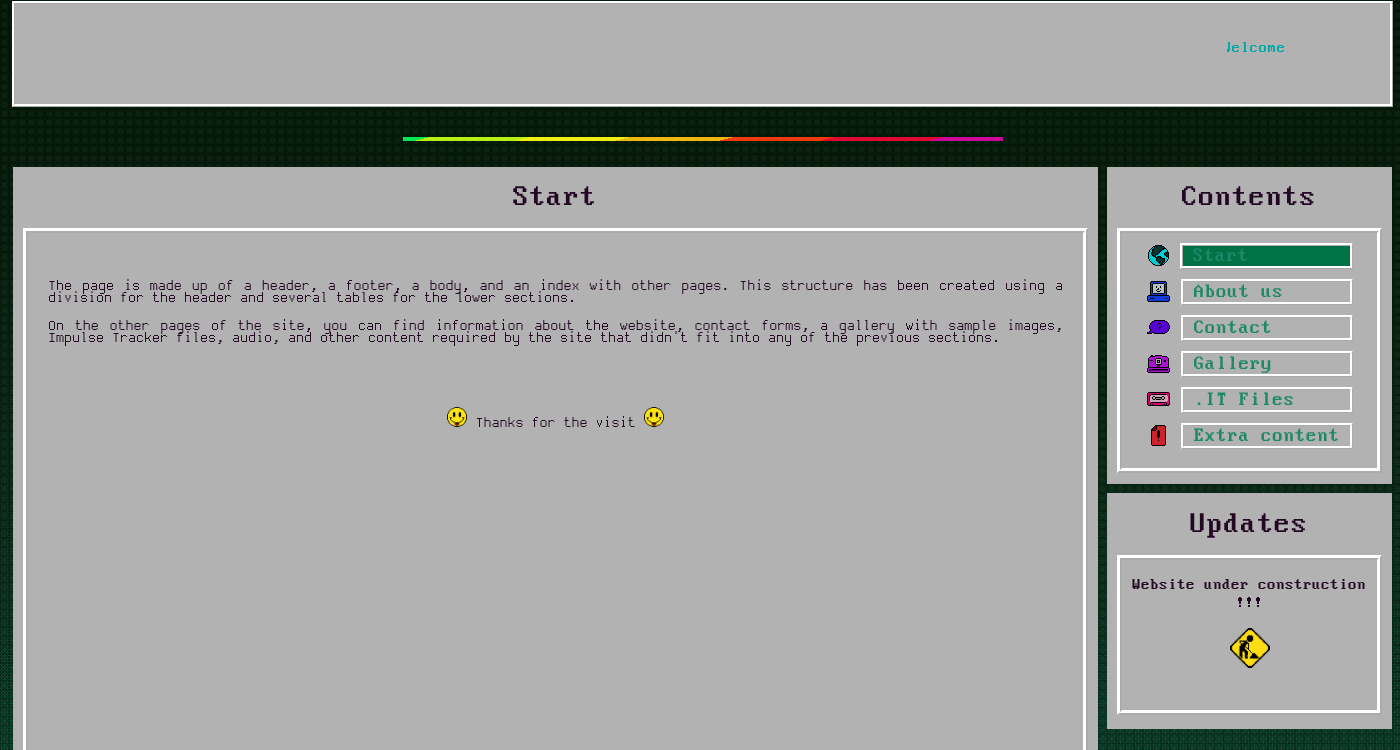 Welcome
Start
The page is made up of a header, a footer, a body, and an index with other pages. This structure has been created using a
division for the header and several tables for the lower sections.
On the other pages of the site, you can find information about the website, contact forms, a gallery with sample images,
Impulse Tracker files, audio, and other content required by the site that didn't fit into any of the previous sections.
Thanks for the visit
Contents
Start
About us
Contact
Gallery
.IT Files
Extra content
Updates
Website under construction
!!!